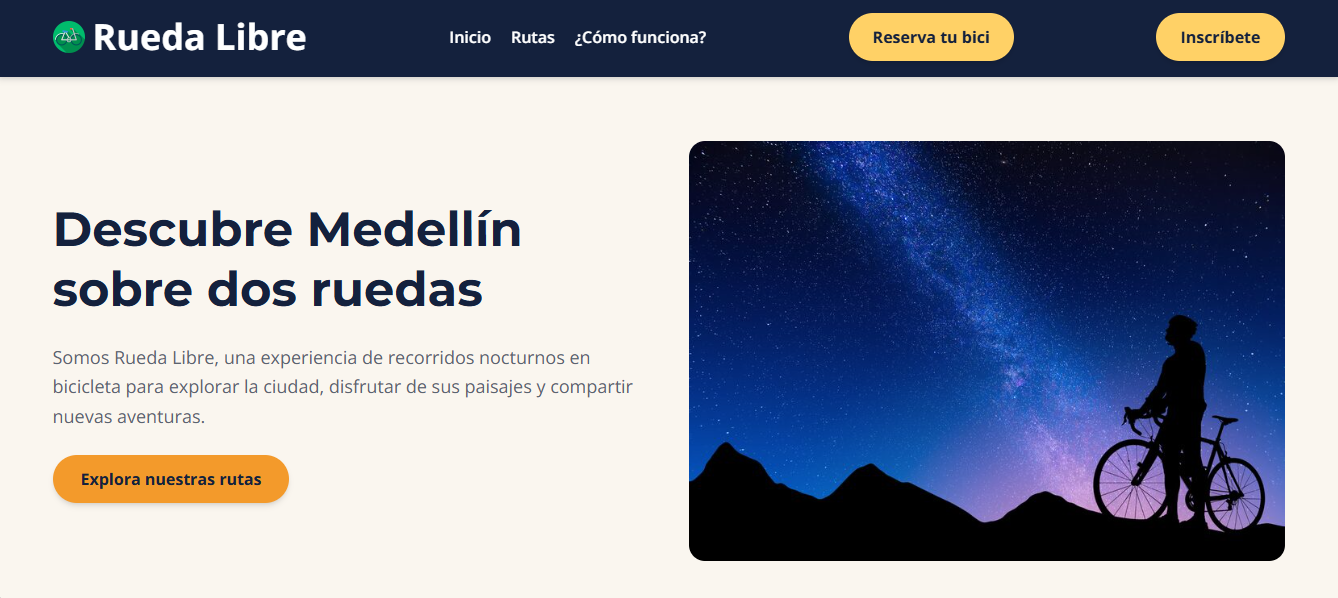 Rueda Libre
Inicio
Rutas
¿Cómo funciona?
Reserva tu bici
Inscríbete
Descubre Medellín
sobre dos ruedas
Somos Rueda Libre, una experiencia de recorridos nocturnos en
bicicleta para explorar la ciudad, disfrutar de sus paisajes y compartir
nuevas aventuras.
Explora nuestras rutas